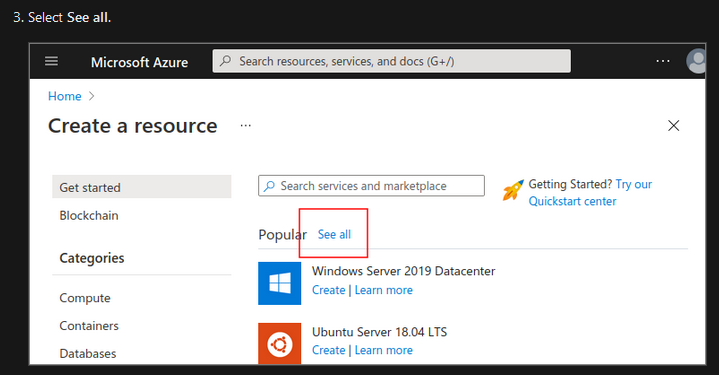 3. Select See all.
Microsoft Azure
Search resources, services, and docs (G+/)
...
Home >
Create a resource
...
Get started
Blockchain
Categories
Compute
Containers
Databases
Search services and marketplace
Getting Started? Try our
Quickstart center
Popular See all
Windows Server 2019 Datacenter
Create | Learn more
Ubuntu Server 18.04 LTS
Create | Learn more